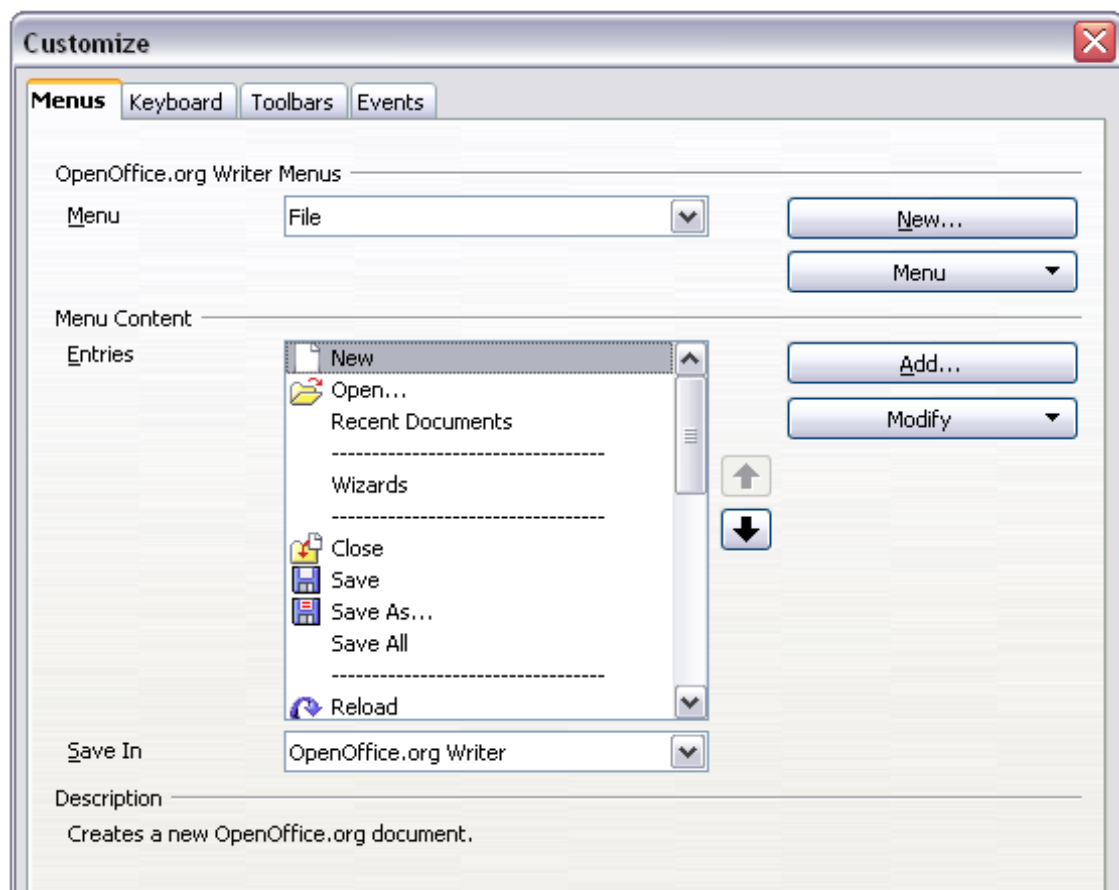 Customize
Menus Keyboard Toolbars Events
OpenOffice.org Writer Menus
Menu File New...
Menu
Menu Content
Entries New Add...
Open...
Recent Documents Modify
---------------------------------
Wizards
---------------------------------
Close
Save
Save As...
Save All
---------------------------------
Reload
Save In OpenOffice.org Writer
Description
Creates a new OpenOffice.org document.